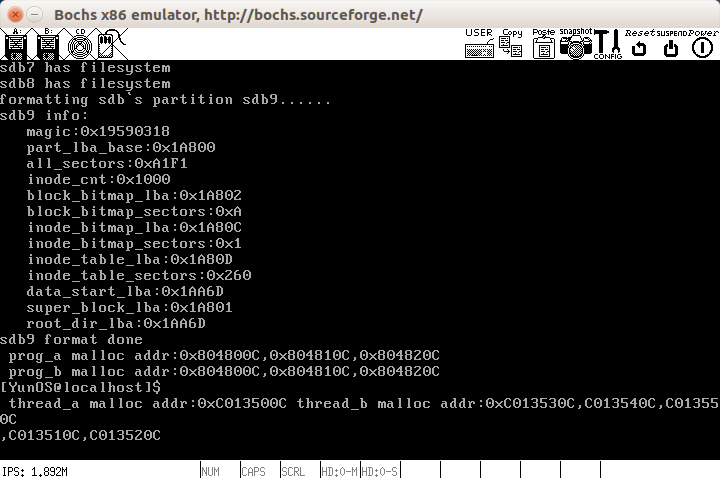 Bochs x86 emulator, http://bochs.sourceforge.net/
A: B: CD USER Copy Paste snapshot CONFIG Reset SUSPEND Power
sdb7 has filesystem
sdb8 has filesystem
formatting sdb`s partition sdb9......
sdb9 info:
magic:0x19590318
part_lba_base:0x1A800
all_sectors:0xA1F1
inode_cnt:0x1000
block_bitmap_lba:0x1A802
block_bitmap_sectors:0xA
inode_bitmap_lba:0x1A80C
inode_bitmap_sectors:0x1
inode_table_lba:0x1A80D
inode_table_sectors:0x260
data_start_lba:0x1AA6D
super_block_lba:0x1A801
root_dir_lba:0x1AA6D
sdb9 format done
prog_a malloc addr:0x804800C,0x804810C,0x804820C
prog_b malloc addr:0x804800C,0x804810C,0x804820C
[YunOS@localhost]$
thread_a malloc addr:0xC013500C thread_b malloc addr:0xC013530C,C013540C,C01355
0C
,C013510C,C013520C
IPS: 1.892M NUM CAPS SCRL HD:0-M HD:0-S